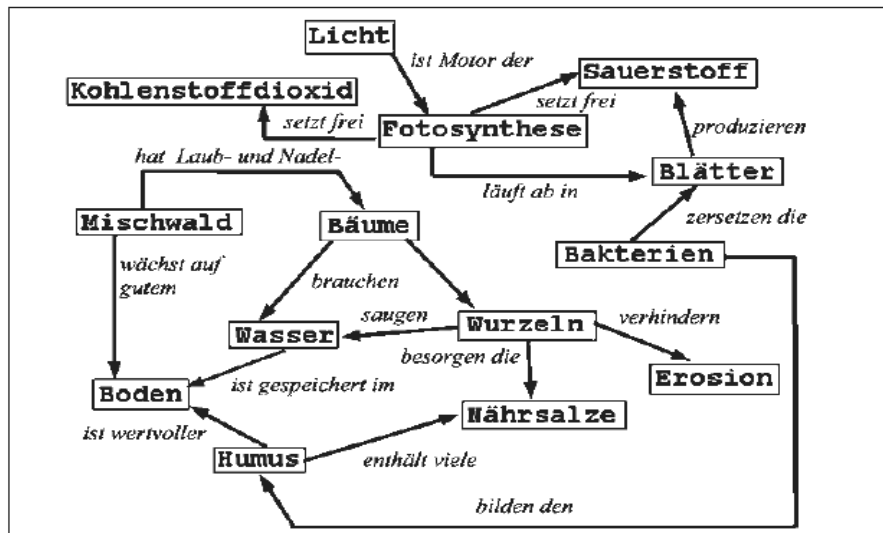 Licht
ist Motor der
Sauerstoff
Kohlenstoffdioxid
setzt frei
setzt frei
Fotosynthese
produzieren
hat Laub- und Nadel-
läuft ab in
Blätter
Mischwald
Bäume
zersetzen die
Bakterien
wächst auf
gutem
brauchen
saugen
Wurzeln
verhindern
Wasser
besorgen die
Erosion
Boden
ist gespeichert im
Nährsalze
ist wertvoller
Humus
enthält viele
bilden den